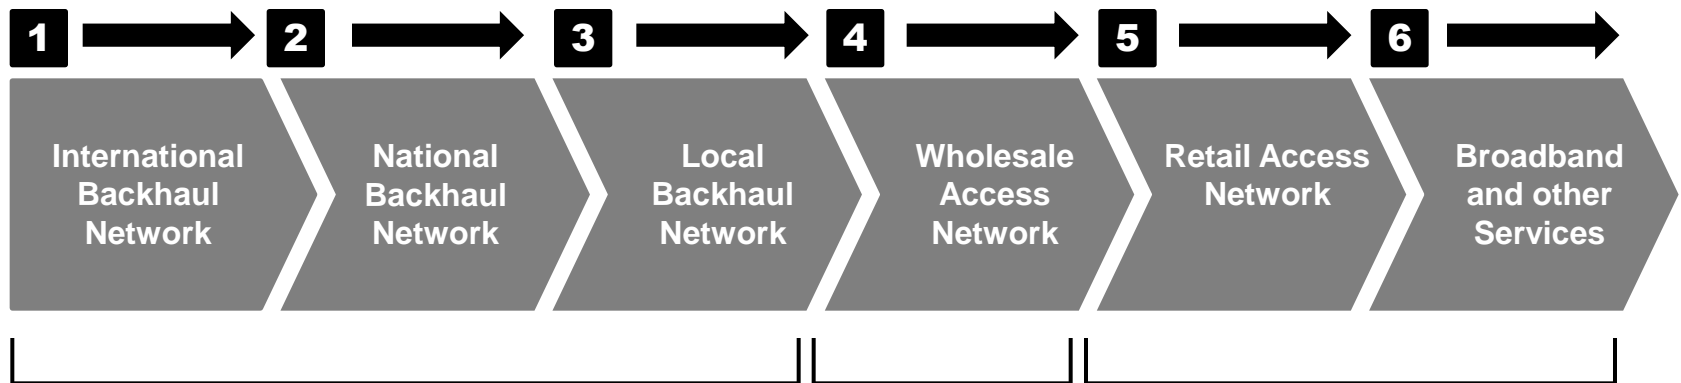 1
2
3
4
5
6
International
Backhaul
Network
National
Backhaul
Network
Local
Backhaul
Network
Wholesale
Access
Network
Retail Access
Network
Broadband
and other
Services